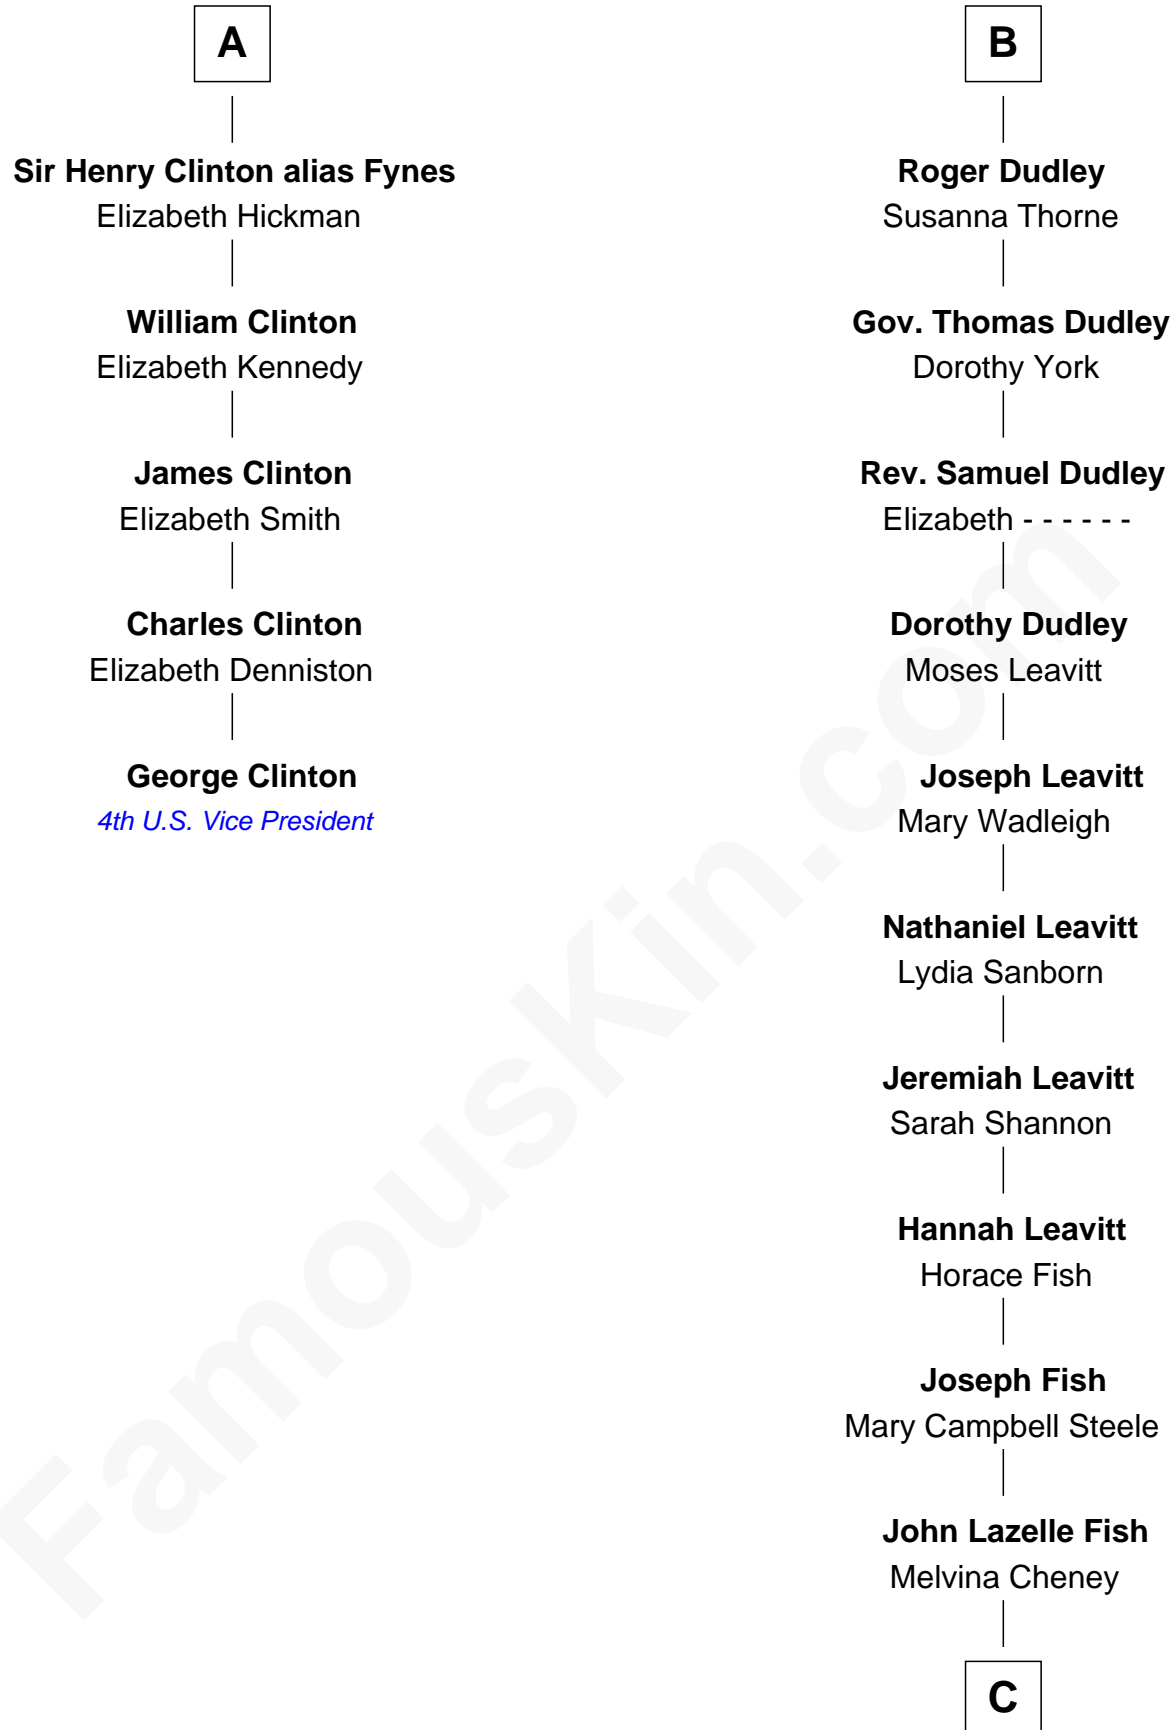 A
Sir Henry Clinton alias Fynes
Elizabeth Hickman
William Clinton
Elizabeth Kennedy
James Clinton
Elizabeth Smith
Charles Clinton
Elizabeth Denniston
George Clinton
4th U.S. Vice President
B
Roger Dudley
Susanna Thorne
Gov. Thomas Dudley
Dorothy York
Rev. Samuel Dudley
Elizabeth - - - - - -
Dorothy Dudley
Moses Leavitt
Joseph Leavitt
Mary Wadleigh
Nathaniel Leavitt
Lydia Sanborn
Jeremiah Leavitt
Sarah Shannon
Hannah Leavitt
Horace Fish
Joseph Fish
Mary Campbell Steele
John Lazelle Fish
Melvina Cheney
C
FamousKin.com